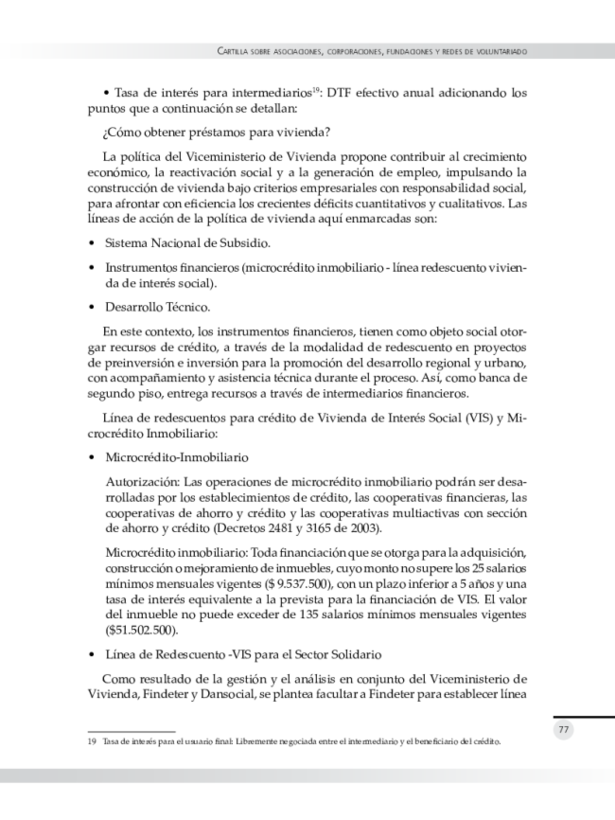 CARTILLA SOBRE ASOCIACIONES, CORPORACIONES, FUNDACIONES Y REDES DE VOLUNTARIADO
• Tasa de interés para intermediarios19: DTF efectivo anual adicionando los
puntos que a continuación se detallan:
¿Cómo obtener préstamos para vivienda?
La política del Viceministerio de Vivienda propone contribuir al crecimiento
económico, la reactivación social y a la generación de empleo, impulsando la
construcción de vivienda bajo criterios empresariales con responsabilidad social,
para afrontar con eficiencia los crecientes déficits cuantitativos y cualitativos. Las
líneas de acción de la política de vivienda aquí enmarcadas son:
• Sistema Nacional de Subsidio.
• Instrumentos financieros (microcrédito inmobiliario - línea redescuento vivien-
da de interés social).
• Desarrollo Técnico.
En este contexto, los instrumentos financieros, tienen como objeto social otor-
gar recursos de crédito, a través de la modalidad de redescuento en proyectos
de preinversión e inversión para la promoción del desarrollo regional y urbano,
con acompañamiento y asistencia técnica durante el proceso. Así, como banca de
segundo piso, entrega recursos a través de intermediarios financieros.
Línea de redescuentos para crédito de Vivienda de Interés Social (VIS) y Mi-
crocrédito Inmobiliario:
• Microcrédito-Inmobiliario
Autorización: Las operaciones de microcrédito inmobiliario podrán ser desa-
rrolladas por los establecimientos de crédito, las cooperativas financieras, las
cooperativas de ahorro y crédito y las cooperativas multiactivas con sección
de ahorro y crédito (Decretos 2481 y 3165 de 2003).
Microcrédito inmobiliario: Toda financiación que se otorga para la adquisición,
construcción o mejoramiento de inmuebles, cuyo monto no supere los 25 salarios
mínimos mensuales vigentes ($ 9.537.500), con un plazo inferior a 5 años y una
tasa de interés equivalente a la prevista para la financiación de VIS. El valor
del inmueble no puede exceder de 135 salarios mínimos mensuales vigentes
($51.502.500).
• Línea de Redescuento -VIS para el Sector Solidario
Como resultado de la gestión y el análisis en conjunto del Viceministerio de
Vivienda, Findeter y Dansocial, se plantea facultar a Findeter para establecer línea
77
19 Tasa de interés para el usuario final: Libremente negociada entre el intermediario y el beneficiario del crédito.